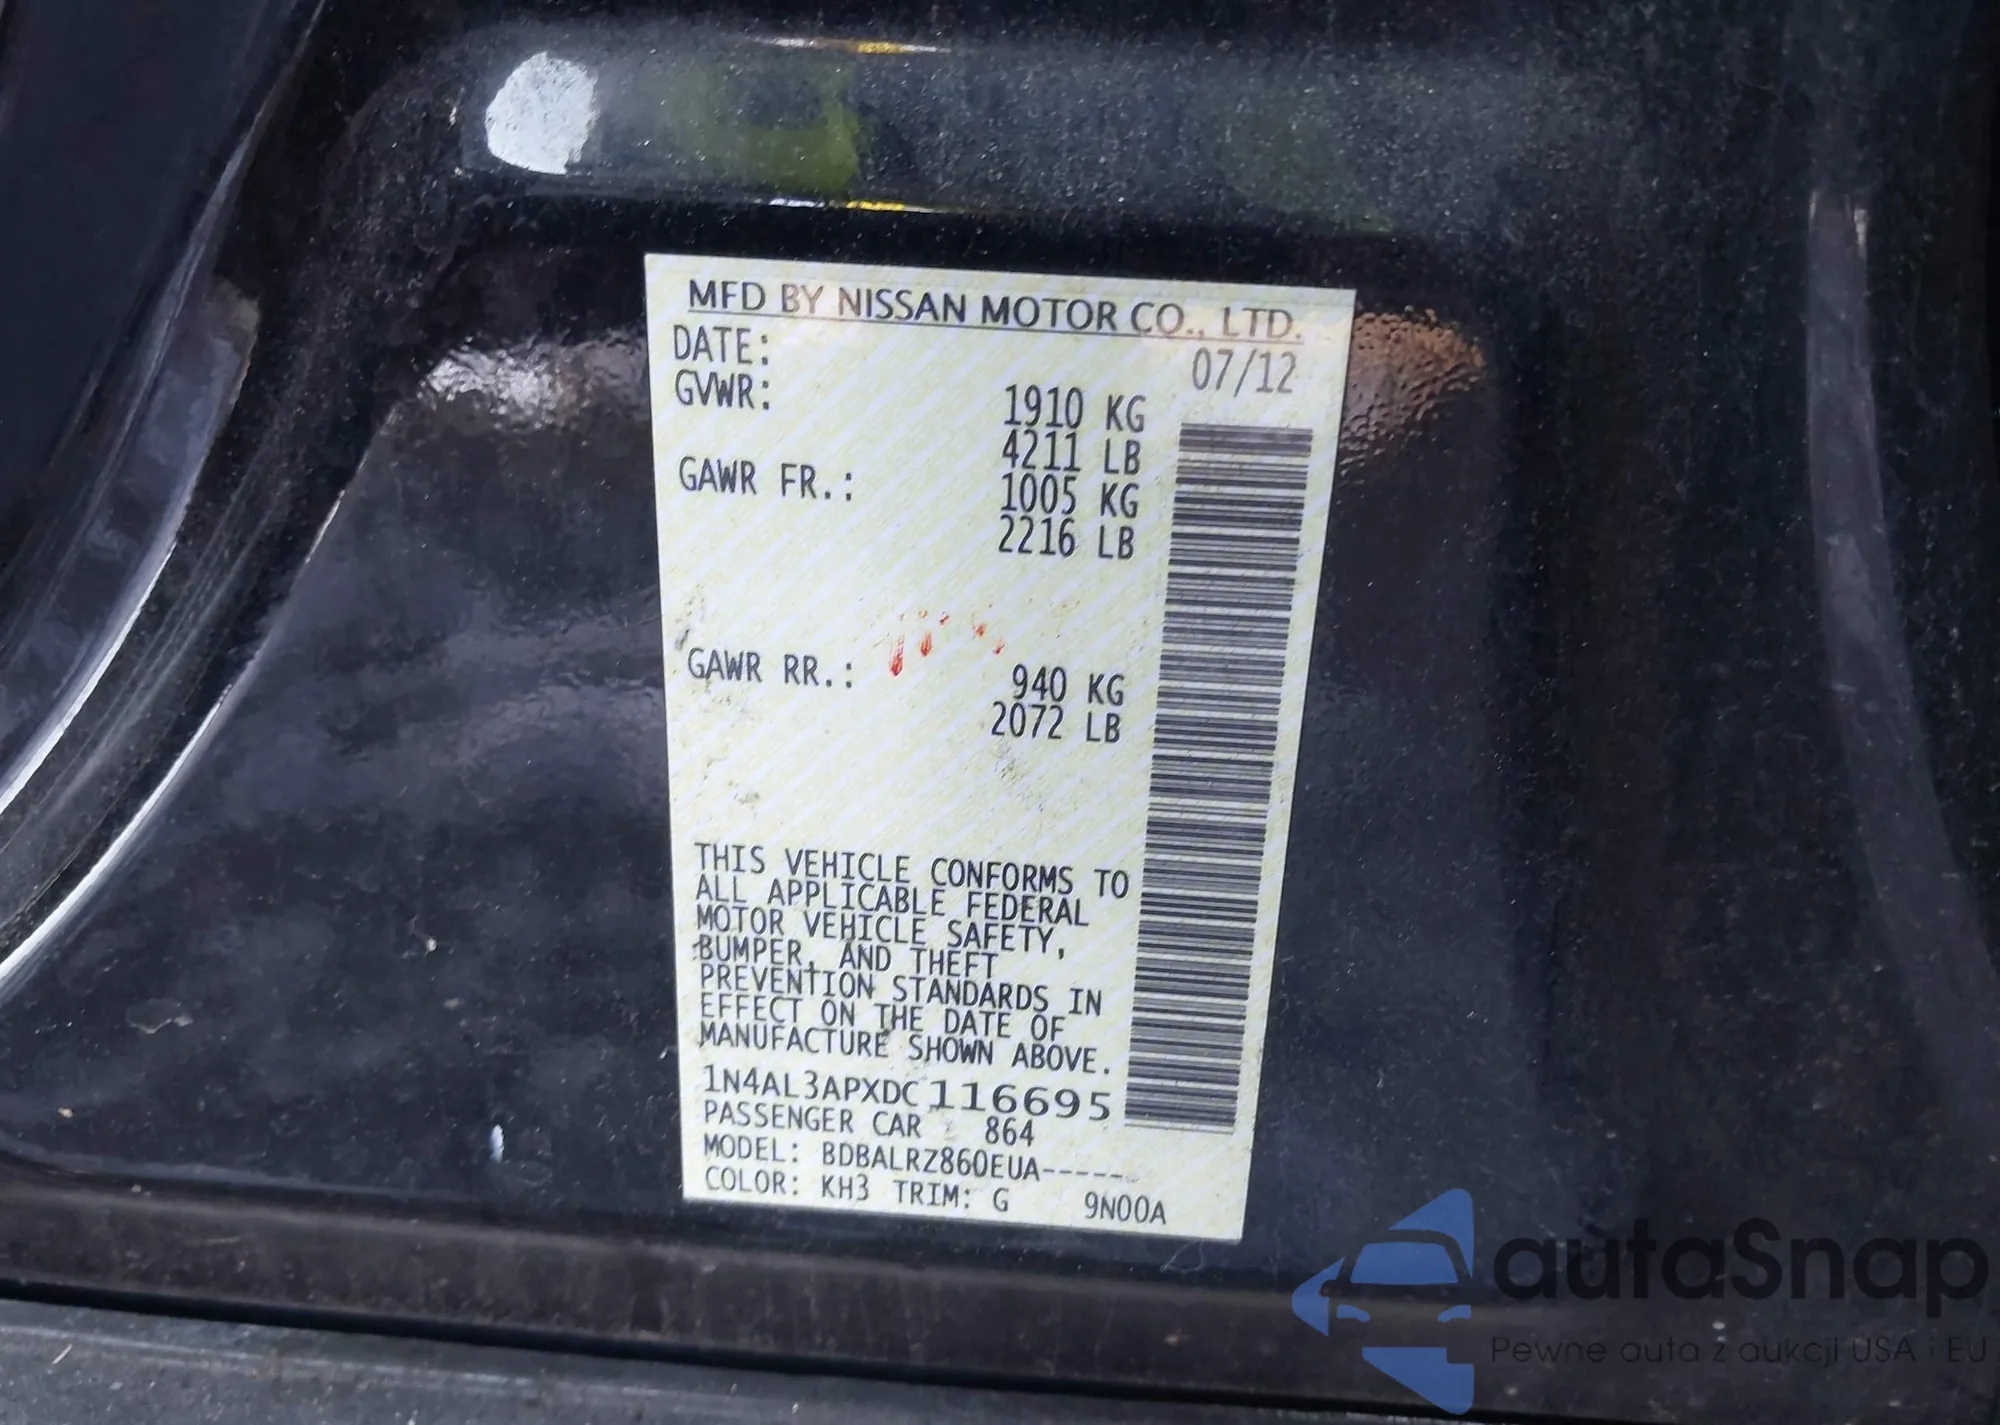 MFD BY NISSAN MOTOR CO., LTD.
DATE: 07/12
GVWR: 1910 KG
4211 LB
GAWR FR.: 1005 KG
2216 LB
GAWR RR.: 940 KG
2072 LB
THIS VEHICLE CONFORMS TO
ALL APPLICABLE FEDERAL
MOTOR VEHICLE SAFETY,
BUMPER, AND THEFT
PREVENTION STANDARDS IN
EFFECT ON THE DATE OF
MANUFACTURE SHOWN ABOVE.
1N4AL3APXDC116695
PASSENGER CAR 864
MODEL: BDBALRZ860EUA------
COLOR: KH3 TRIM: G 9N00A
autaSnap
Pewne auta z aukcji USA i EU